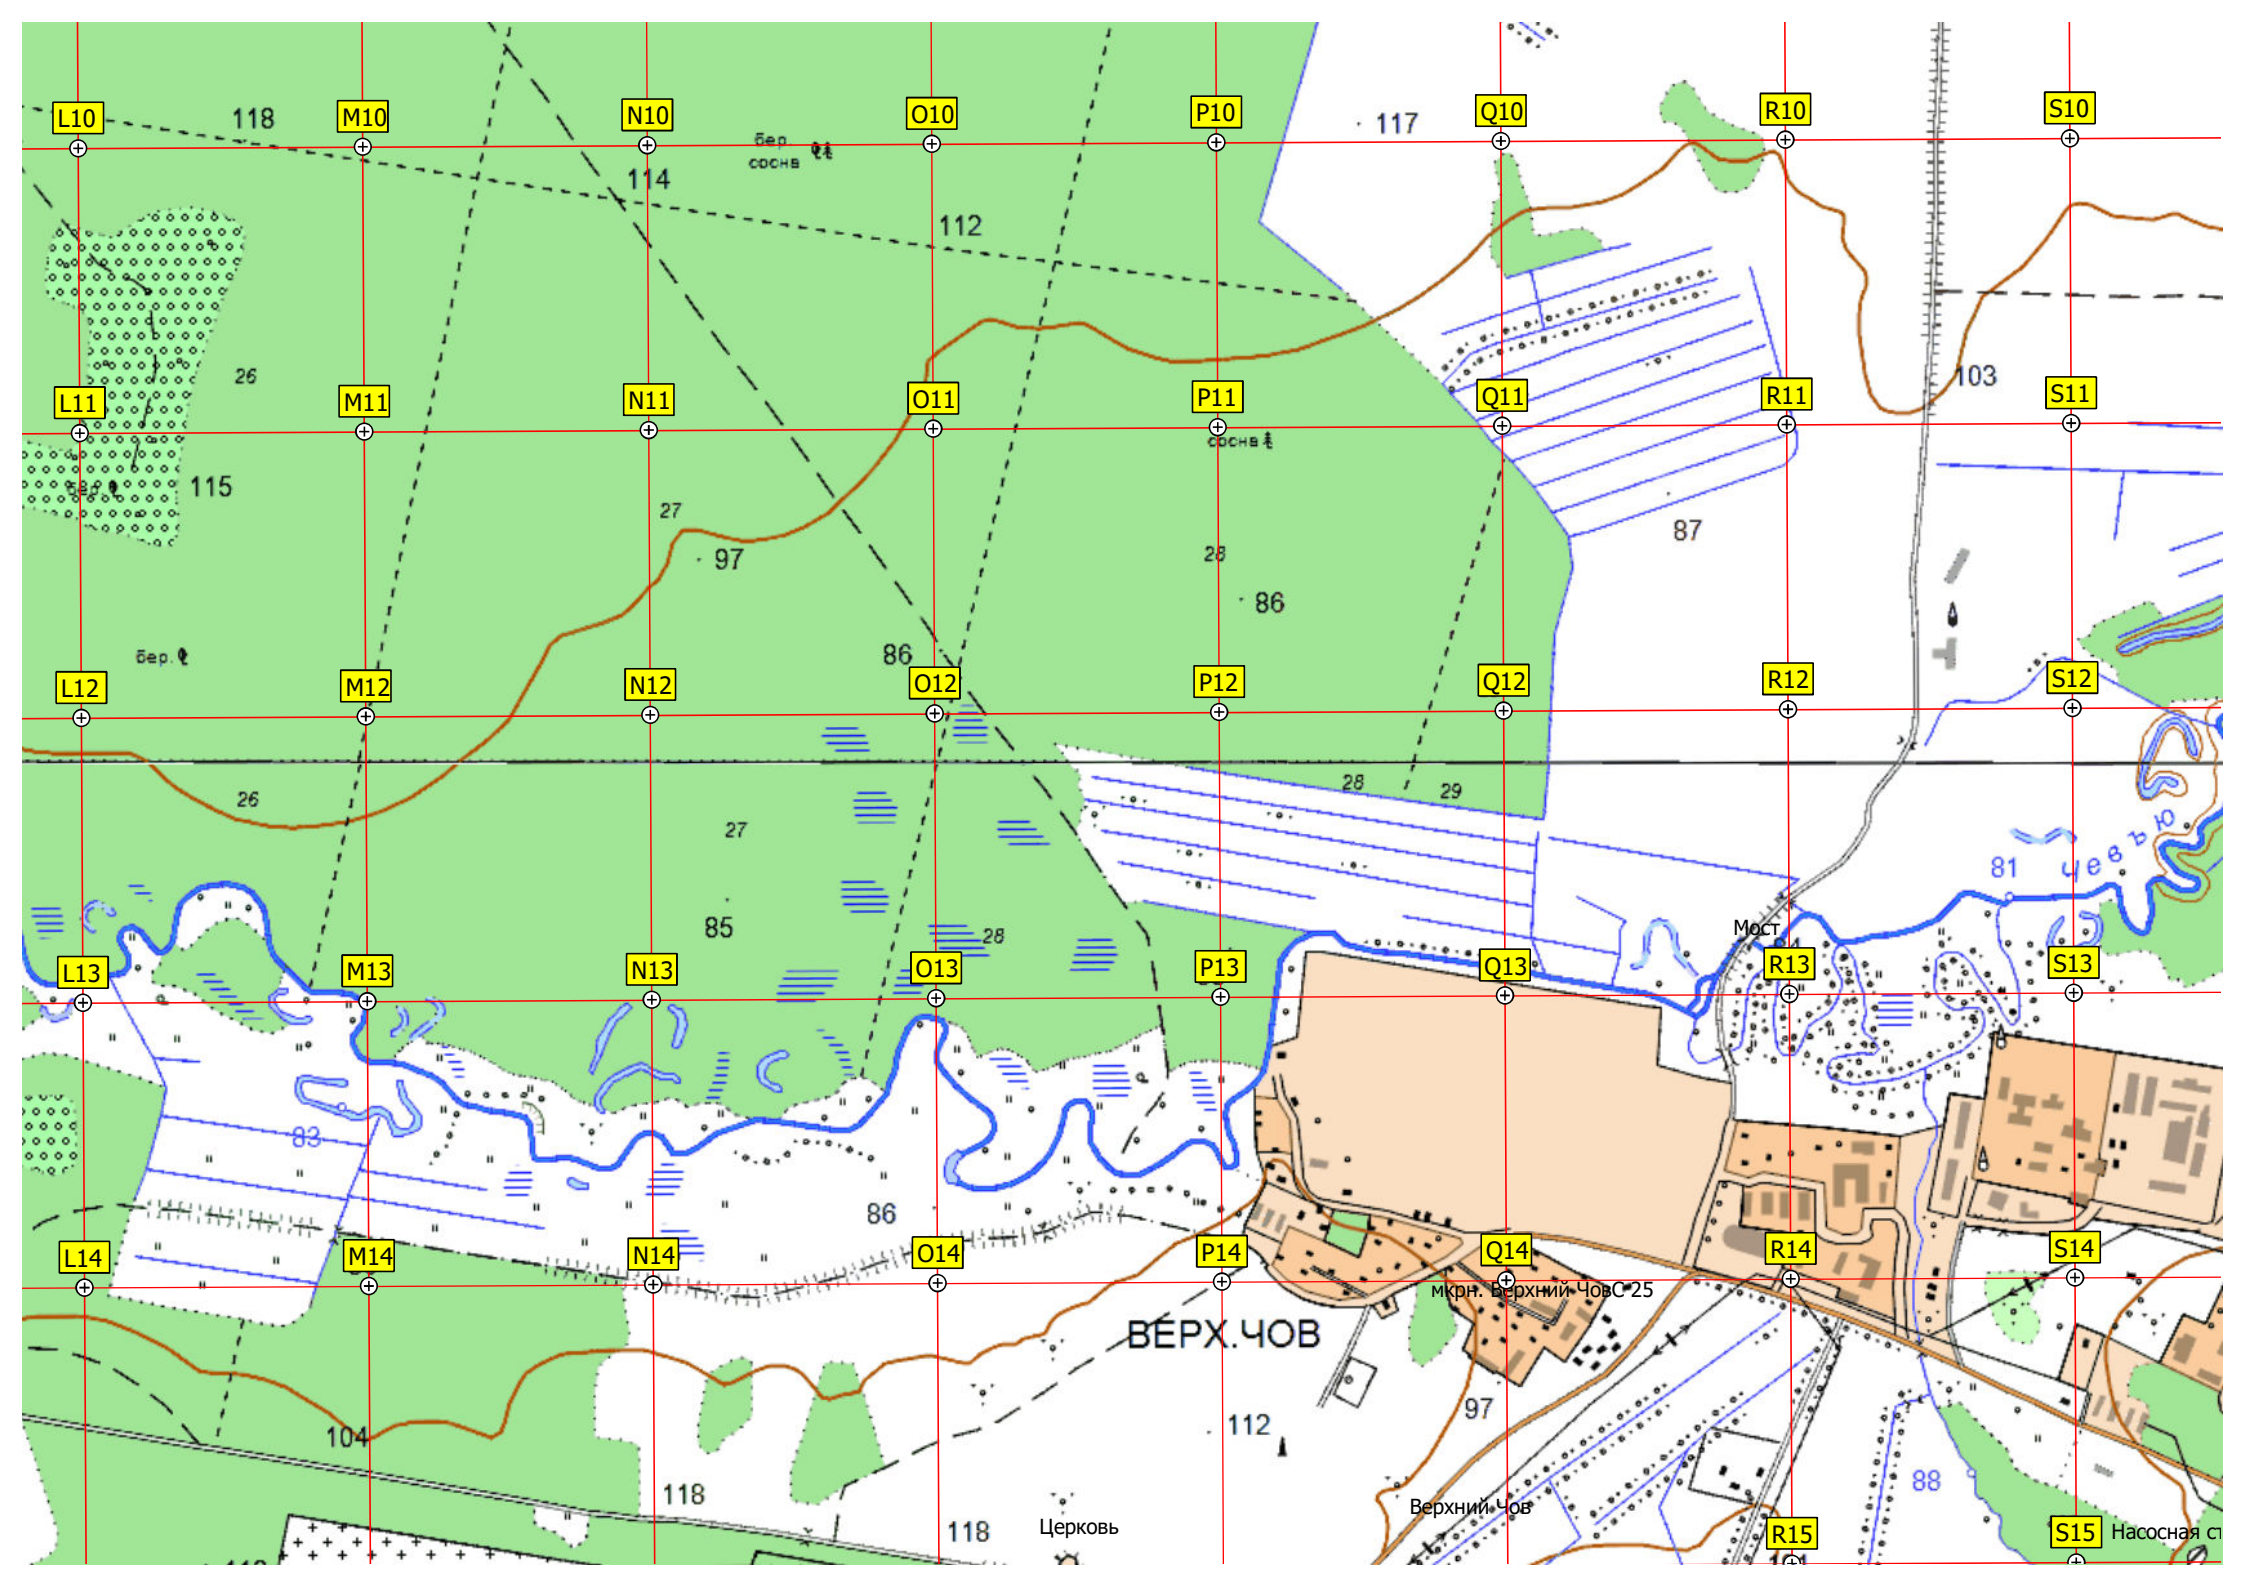 L10 118 M10 N10 O10 P10 117 Q10 R10 S10
бер.
сосна
114
112
26
103
L11 M11 N11 O11 P11 Q11 R11 S11
сосна
бер. 115
27
97
28
87
86
бер.
86
L12 M12 N12 O12 P12 Q12 R12 S12
26
27
28 29
81 Чевъю
85
28
Мост
L13 M13 N13 O13 P13 Q13 R13 S13
83
86
L14 M14 N14 O14 P14 Q14 R14 S14
мкрн. Верхний Чов С-25
ВЕРХ.ЧОВ
97
112
104
118
88
Верхний Чов
118
Церковь
R15 S15 Насосная ст